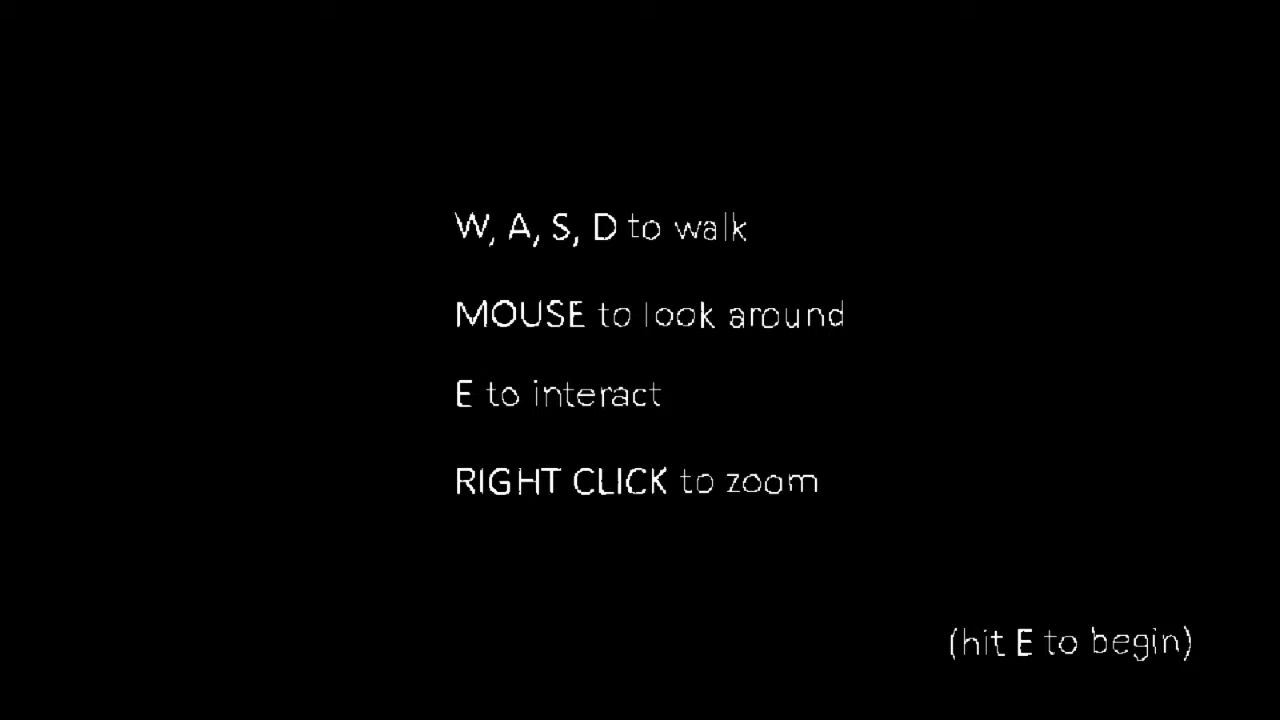 W, A, S, D to walk
MOUSE to look around
E to interact
RIGHT CLICK to zoom
(hit E to begin)